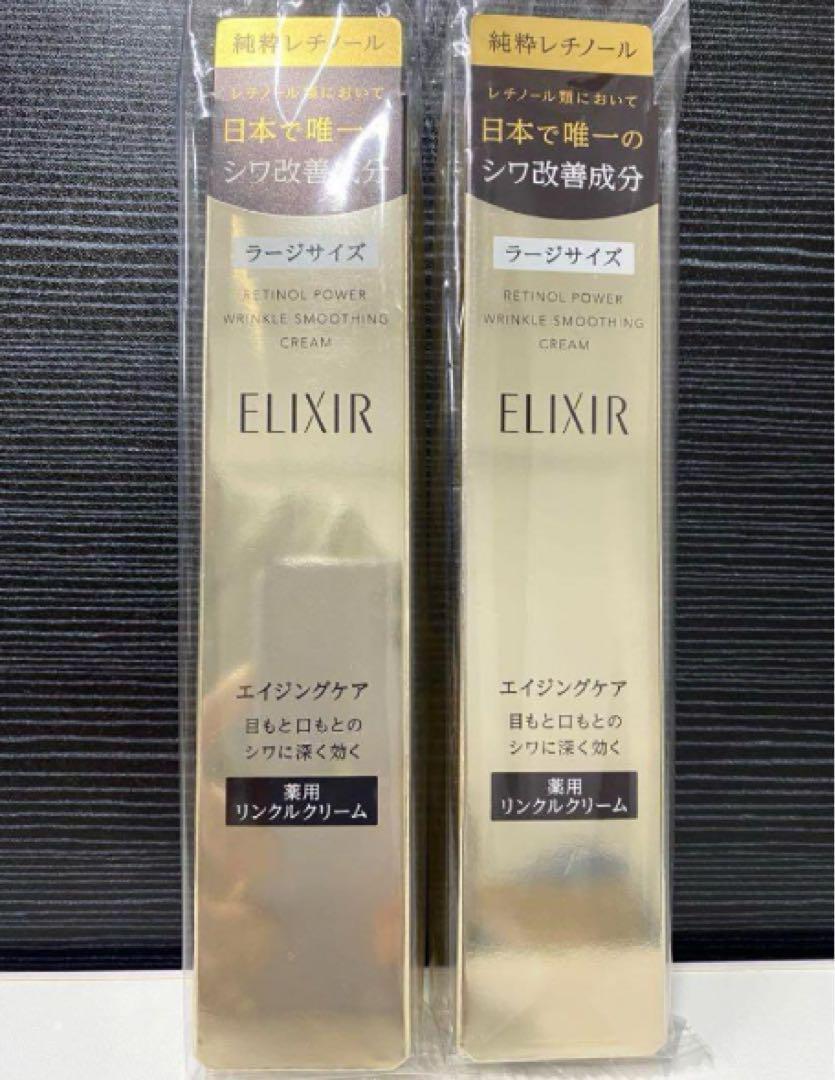 純粋レチノール
レチノール類において
日本で唯一
シワ改善成分
ラージサイズ
RETINOL POWER
WRINKLE SMOOTHING
CREAM
ELIXIR
エイジングケア
目もと口もとの
シワに深く効く
薬用
リンクルクリーム
純粋レチノール
レチノール類において
日本で唯一の
シワ改善成分
ラージサイズ
RETINOL POWER
WRINKLE SMOOTHING
CREAM
ELIXIR
エイジングケア
目もと口もとの
シワに深く効く
薬用
リンクルクリーム